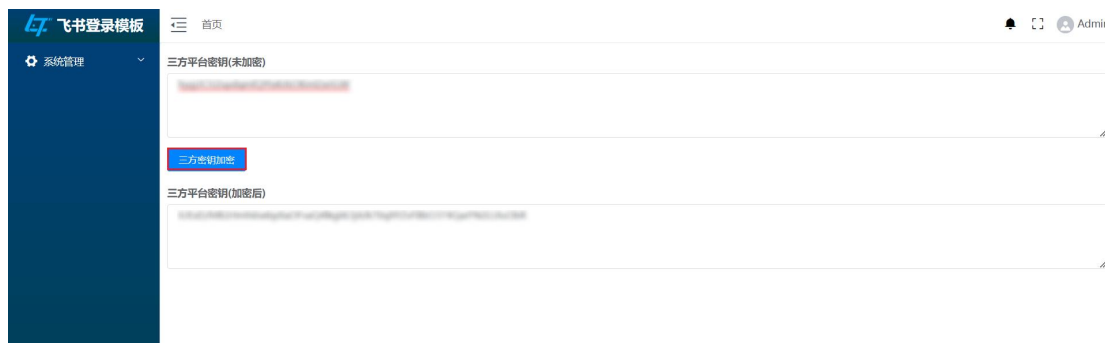 飞书登录模板
首页
Admin
系统管理
三方平台密钥(未加密)
三方密钥加密
三方平台密钥(加密后)